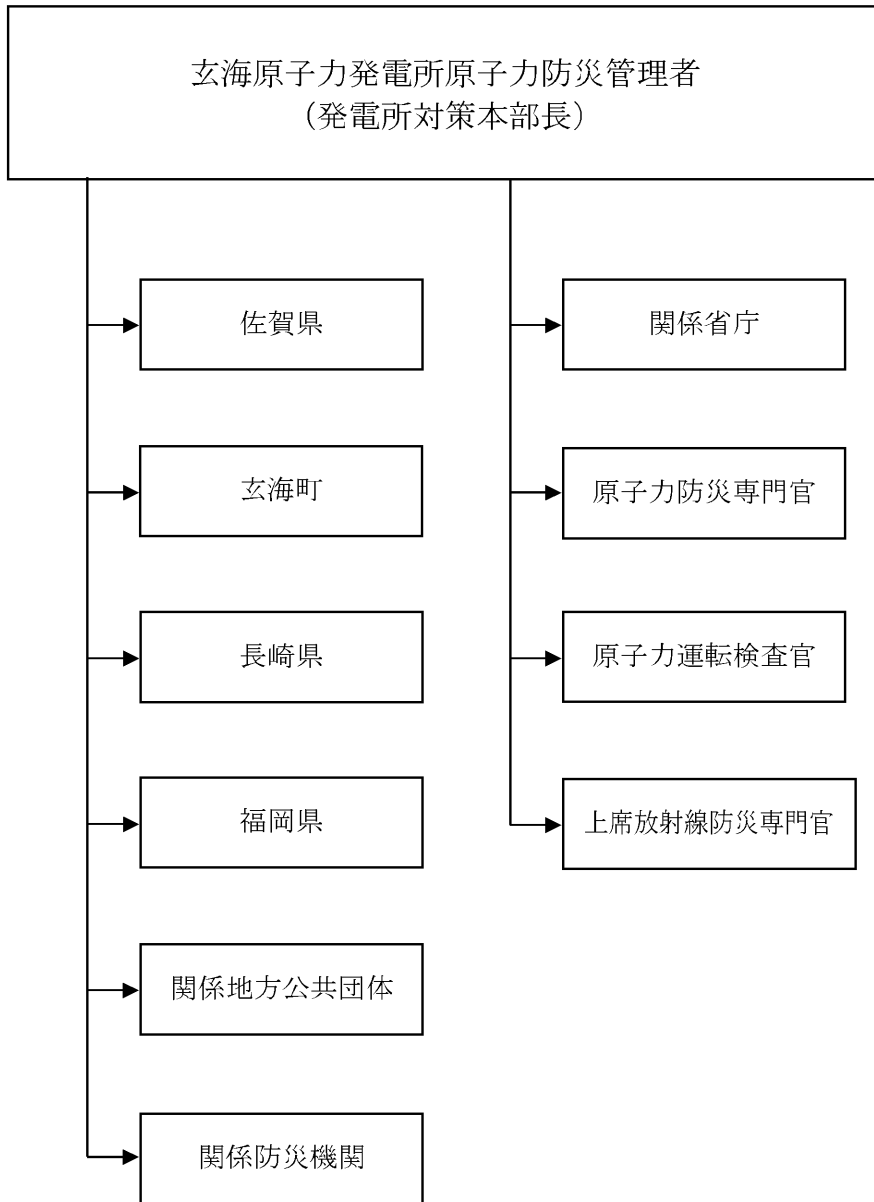 玄海原子力発電所原子力防災管理者
（発電所対策本部長）
佐賀県
玄海町
長崎県
福岡県
関係地方公共団体
関係防災機関
関係省庁
原子力防災専門官
原子力運転検査官
上席放射線防災専門官